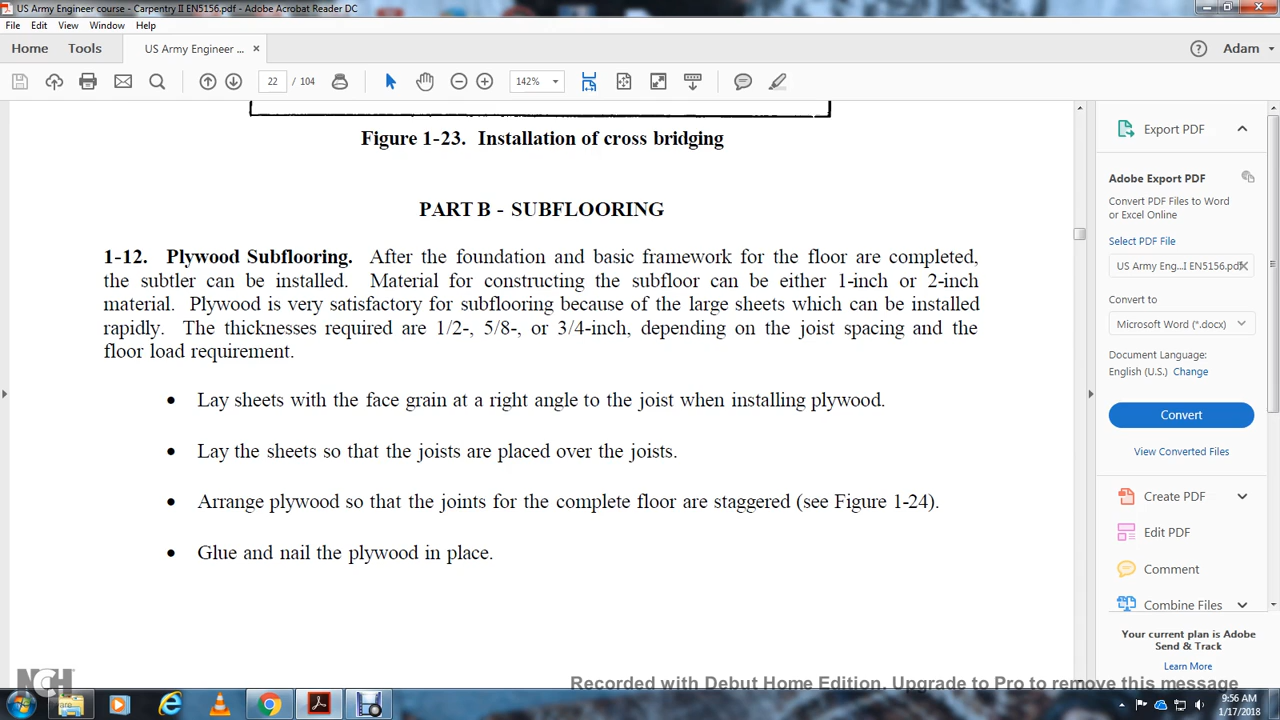 US Army Engineer course - Carpentry II EN5156.pdf - Adobe Acrobat Reader DC
File Edit View Window Help
Home Tools US Army Engineer ... × Adam
22 / 104 142%
Figure 1-23. Installation of cross bridging
PART B - SUBFLOORING
1-12. Plywood Subflooring. After the foundation and basic framework for the floor are completed,
the subtler can be installed. Material for constructing the subfloor can be either 1-inch or 2-inch
material. Plywood is very satisfactory for subflooring because of the large sheets which can be installed
rapidly. The thicknesses required are 1/2-, 5/8-, or 3/4-inch, depending on the joist spacing and the
floor load requirement.
• Lay sheets with the face grain at a right angle to the joist when installing plywood.
• Lay the sheets so that the joists are placed over the joists.
• Arrange plywood so that the joints for the complete floor are staggered (see Figure 1-24).
• Glue and nail the plywood in place.
Export PDF
Adobe Export PDF
Convert PDF Files to Word
or Excel Online
Select PDF File
US Army Eng...I EN5156.pdf
Convert to
Microsoft Word (*.docx)
Document Language:
English (U.S.) Change
Convert
View Converted Files
Create PDF
Edit PDF
Comment
Combine Files
Your current plan is Adobe
Send & Track
Learn More
NCH
Recorded with Debut Home Edition. Upgrade to Pro to remove this message
9:56 AM
1/17/2018